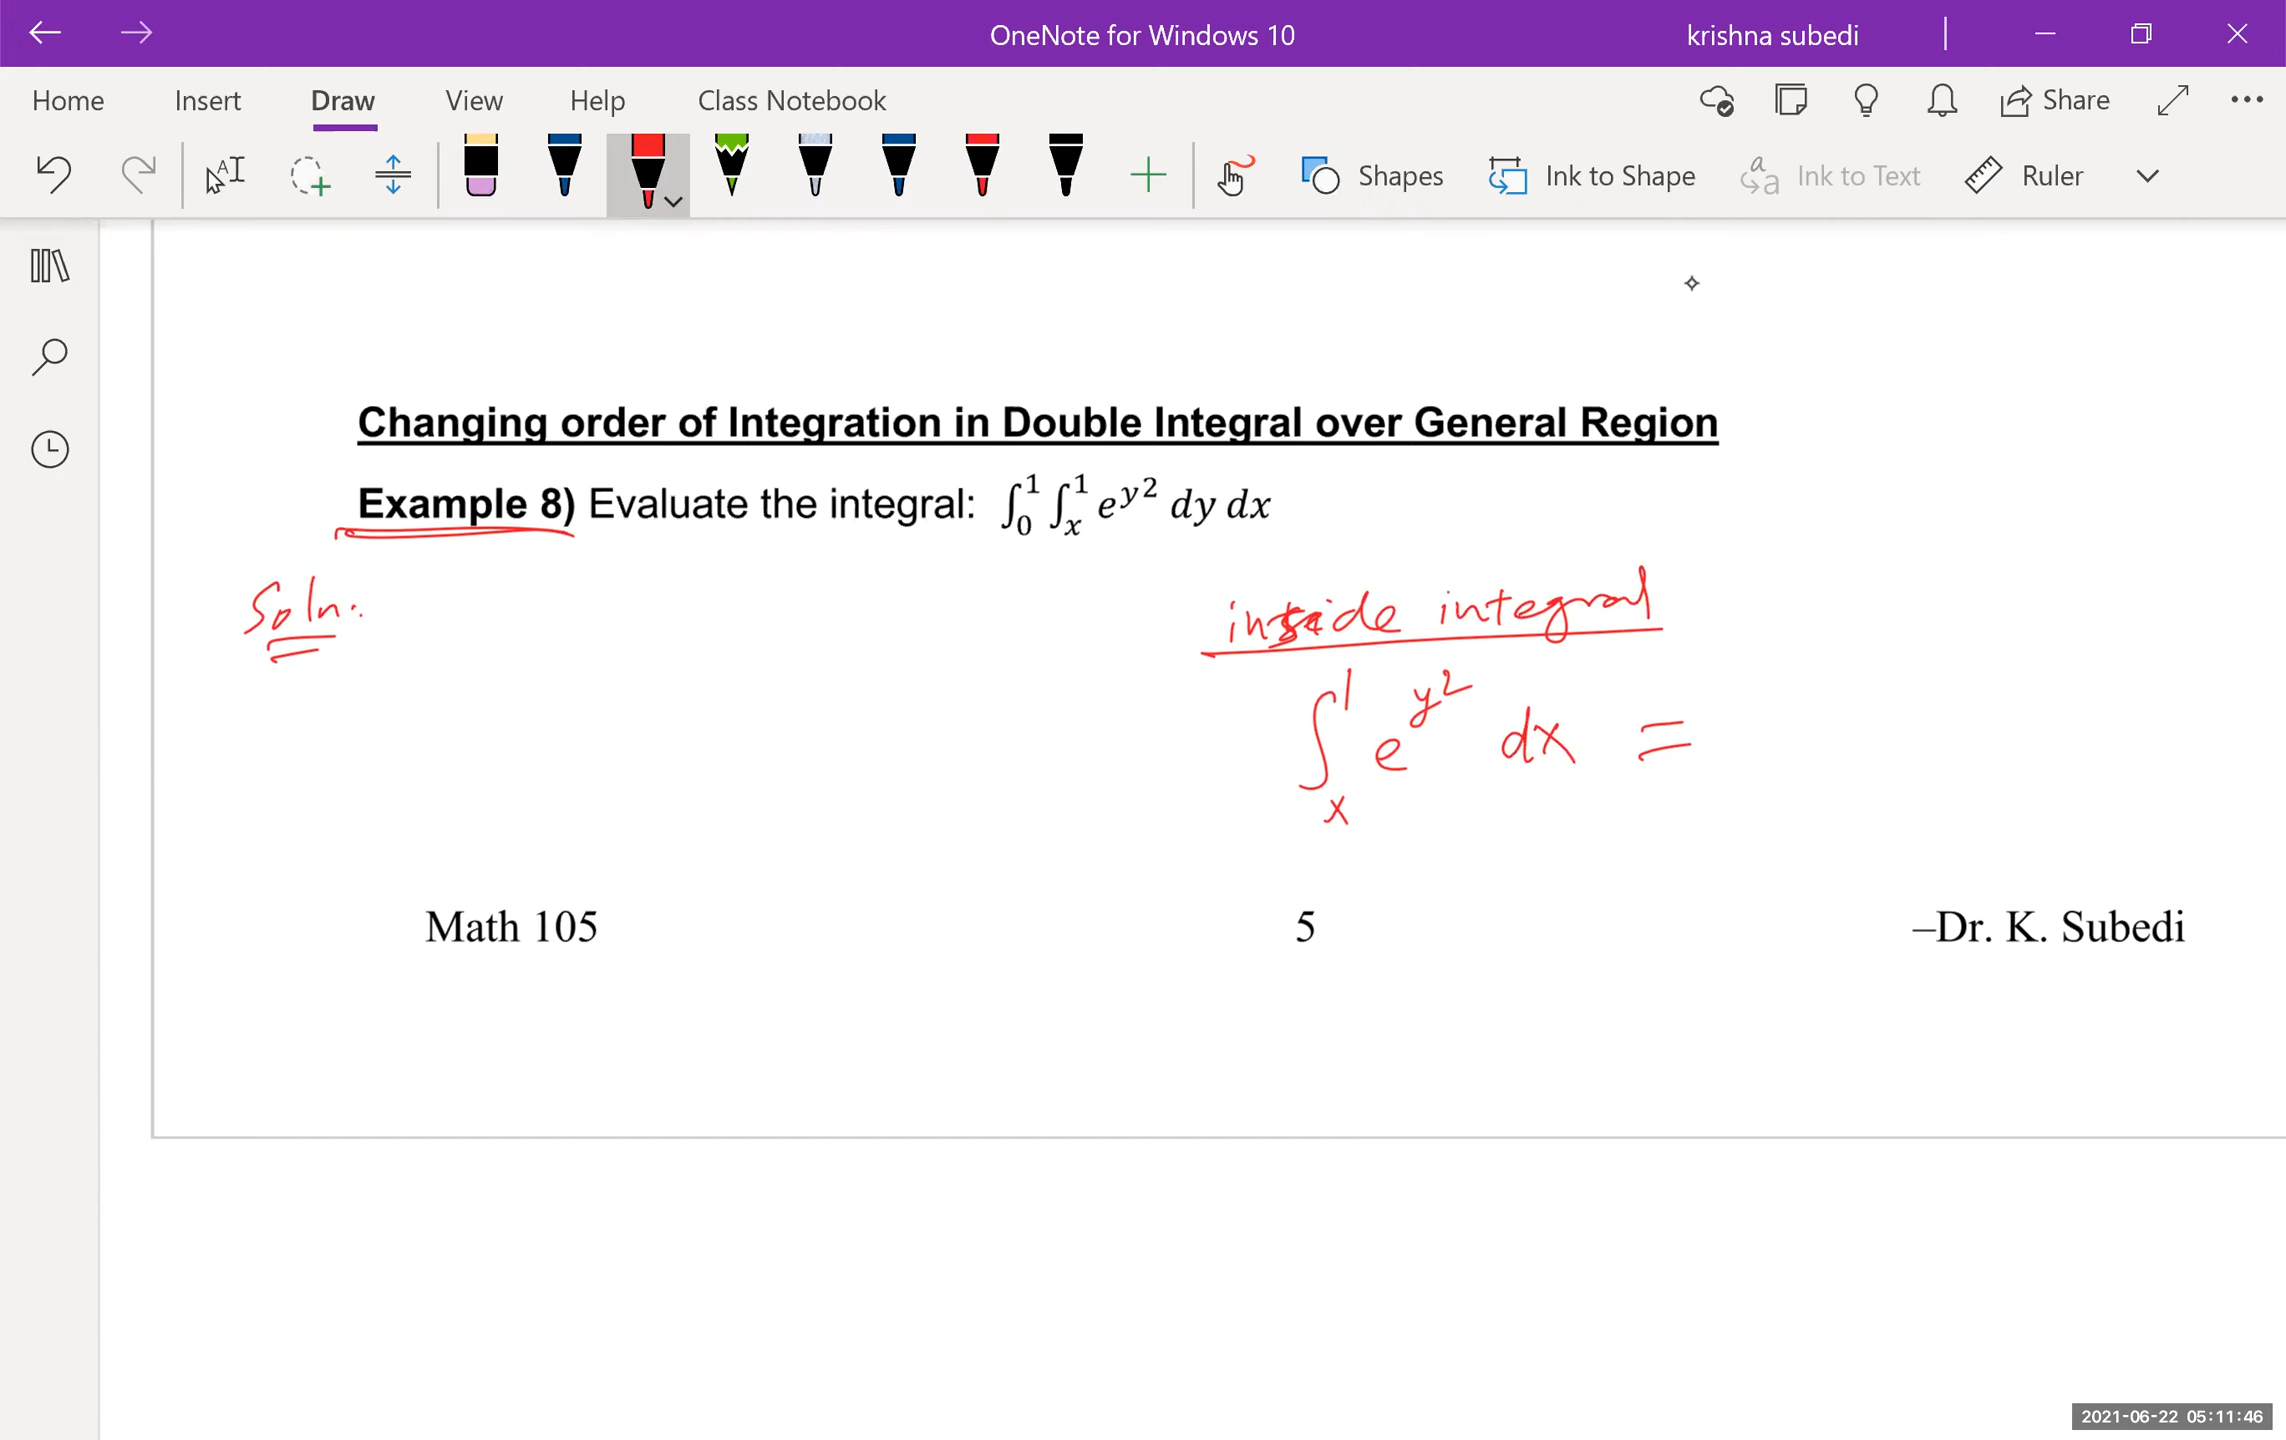 OneNote for Windows 10
krishna subedi
Home Insert Draw View Help Class Notebook Share
Shapes Ink to Shape Ink to Text Ruler
Changing order of Integration in Double Integral over General Region
Example 8) Evaluate the integral: ∫₀¹ ∫ₓ¹ e^{y2} dy dx
Soln:
inside integral
∫ₓ¹ e^{y²} dx =
Math 105 5 –Dr. K. Subedi
2021-06-22 05:11:46